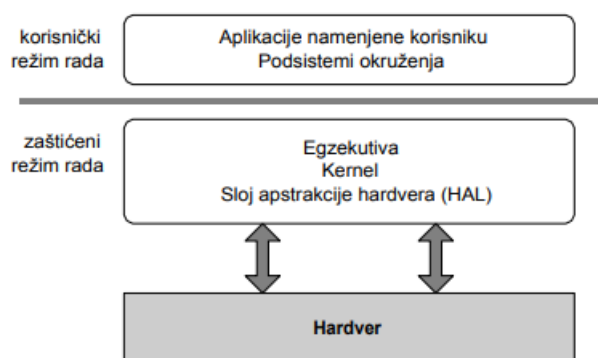 korisnički
režim rada
Aplikacije namenjene korisniku
Podsistemi okruženja
zaštićeni
režim rada
Egzekutiva
Kernel
Sloj apstrakcije hardvera (HAL)
Hardver